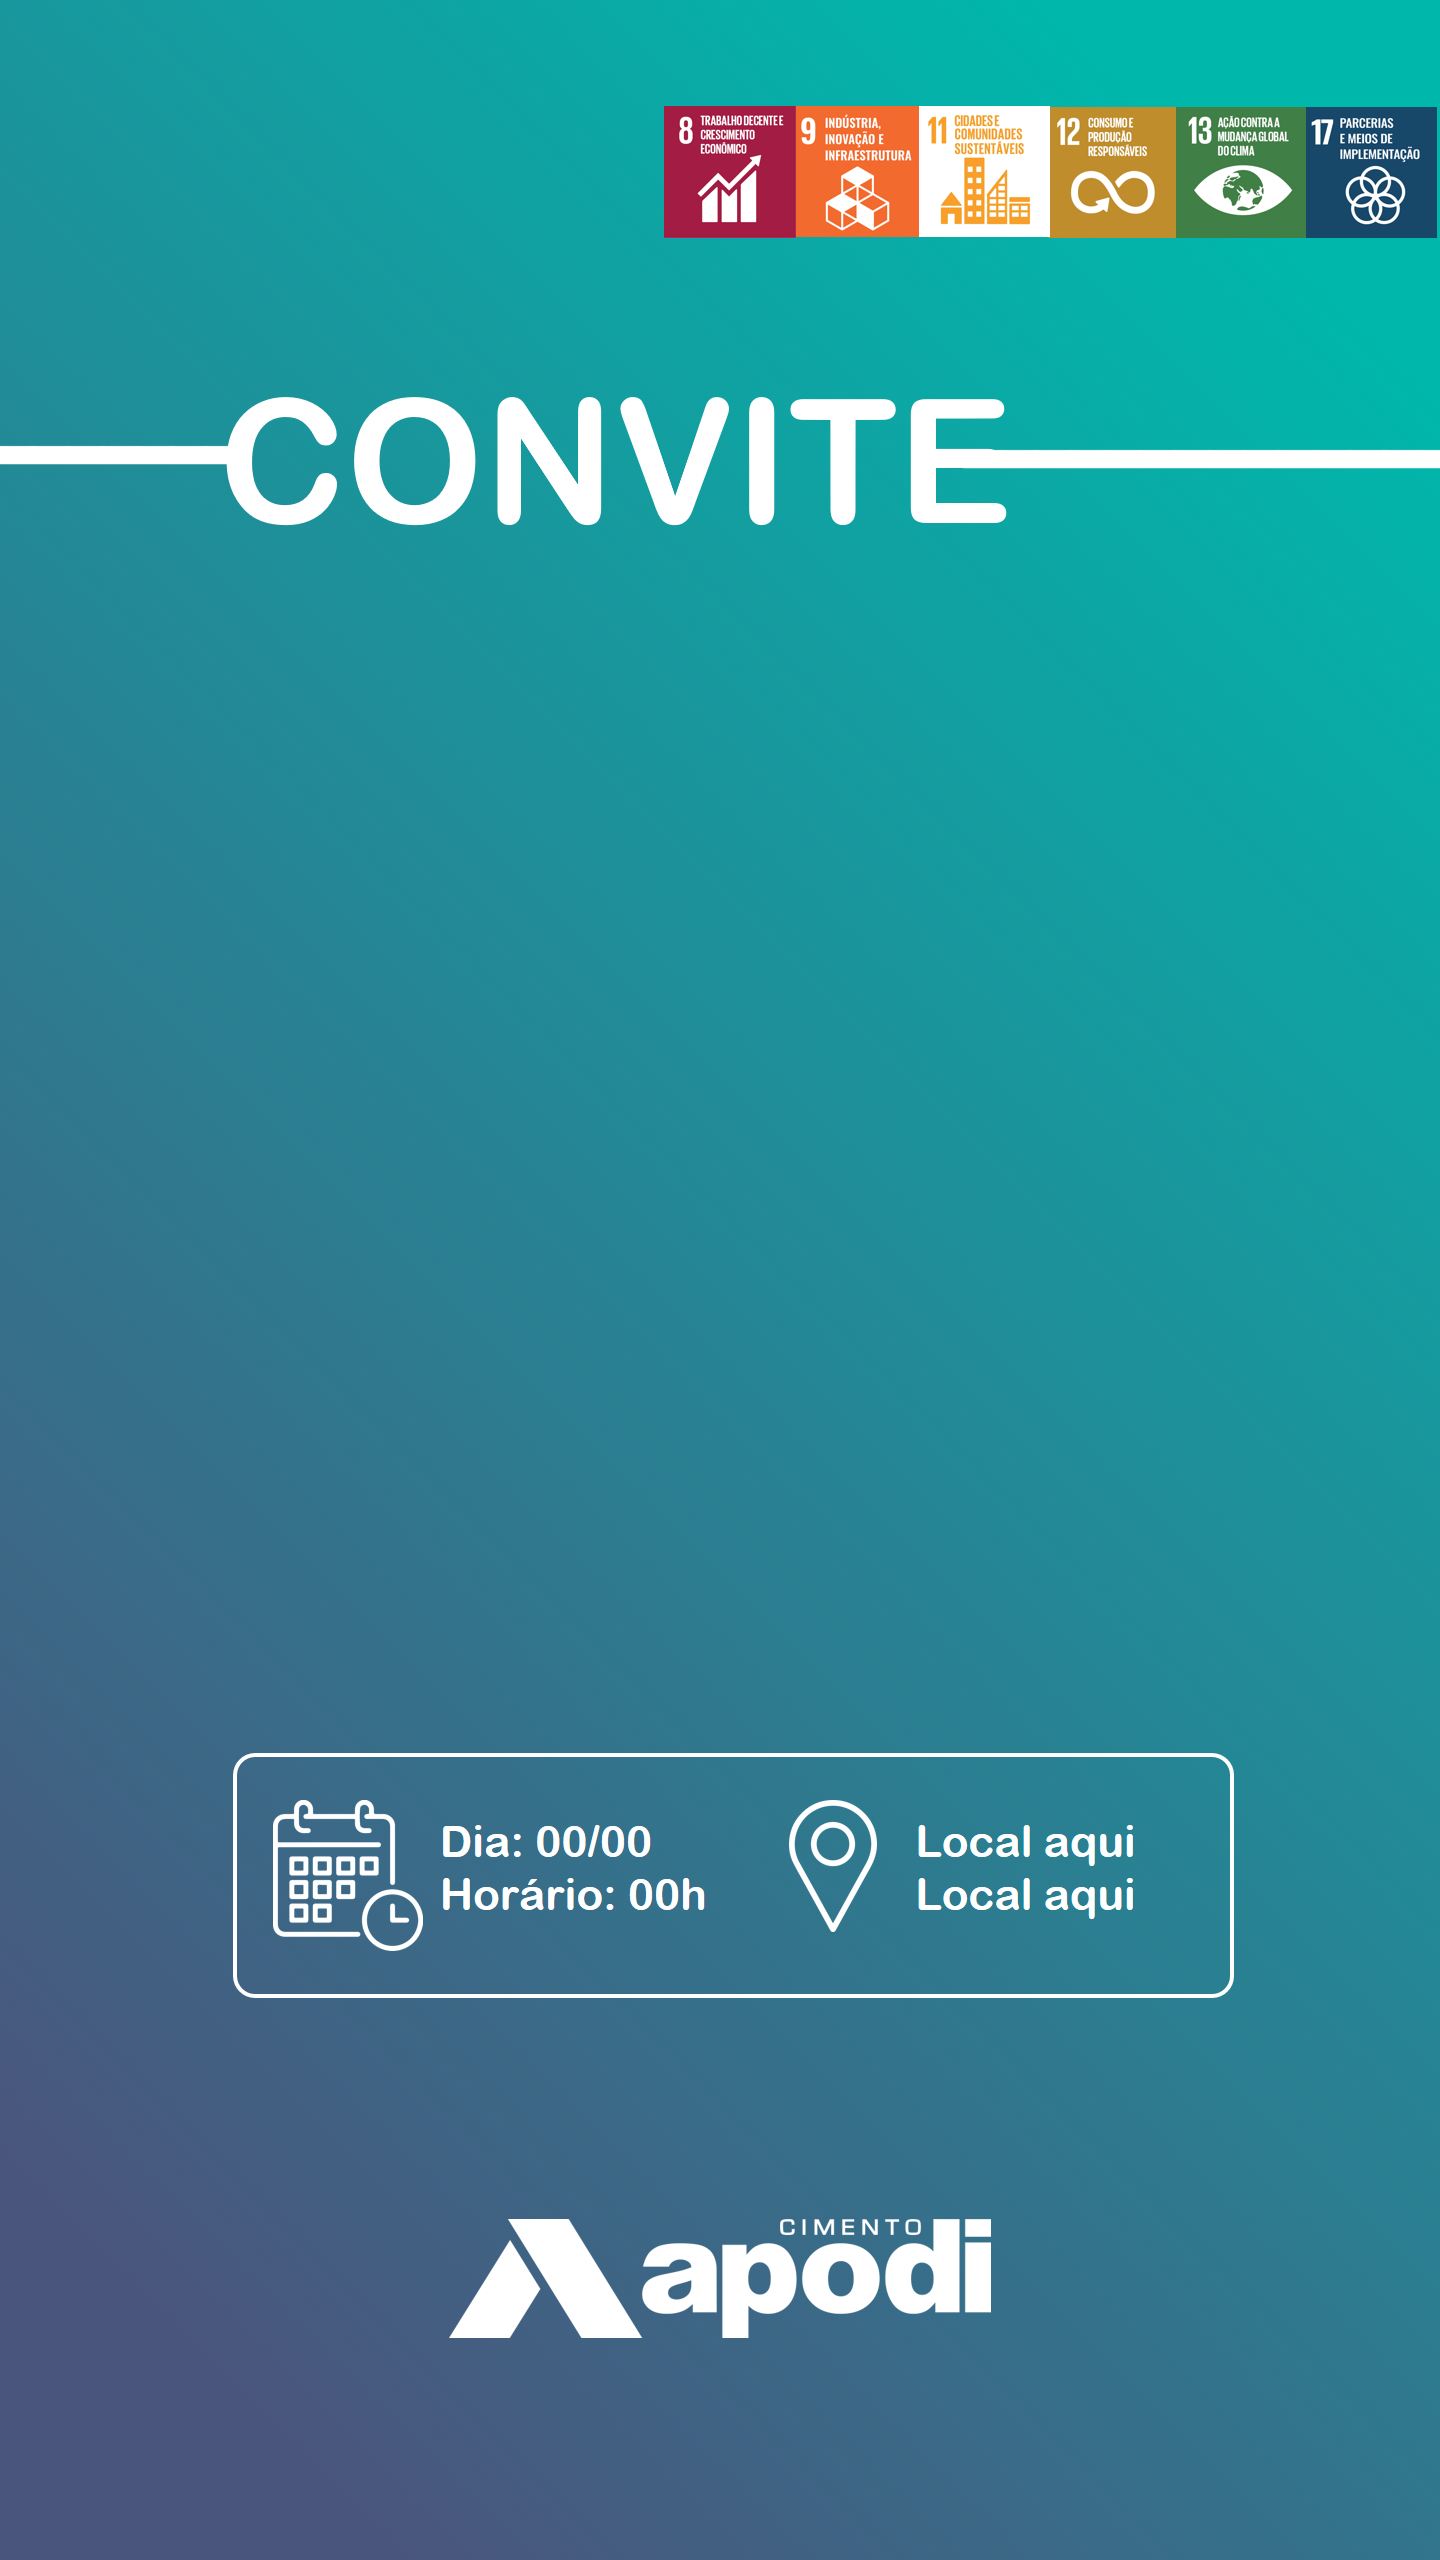 8 TRABALHO DECENTE E
CRESCIMENTO
ECONÔMICO
9 INDÚSTRIA,
INOVAÇÃO E
INFRAESTRUTURA
11 CIDADES E
COMUNIDADES
SUSTENTÁVEIS
12 CONSUMO E
PRODUÇÃO
RESPONSÁVEIS
13 AÇÃO CONTRA A
MUDANÇA GLOBAL
DO CLIMA
17 PARCERIAS
E MEIOS DE
IMPLEMENTAÇÃO
CONVITE
Dia: 00/00
Horário: 00h
Local aqui
Local aqui
CIMENTO
apodi